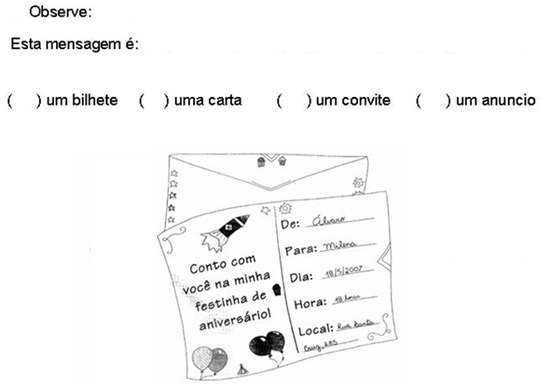 Observe:
Esta mensagem é:
(    ) um bilhete    (    ) uma carta    (    ) um convite    (    ) um anuncio
Conto com
você na minha
festinha de
aniversário!
De: Álvaro
Para: Milena
Dia: 18/5/2007
Hora: 18 horas
Local: Rua Santa
Cruz, 285